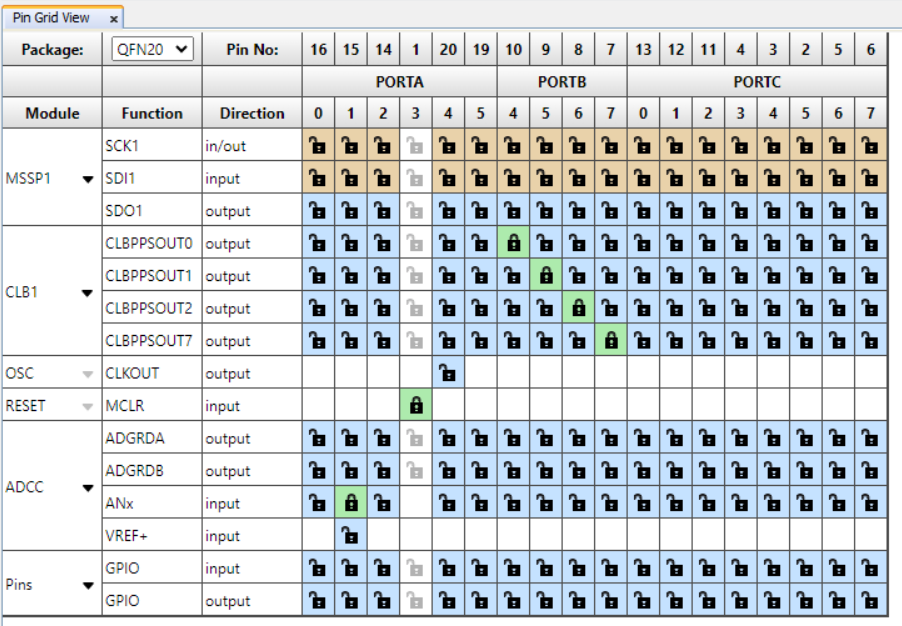 Pin Grid View x
Package: QFN20 Pin No: 16 15 14 1 20 19 10 9 8 7 13 12 11 4 3 2 5 6
PORTA PORTB PORTC
Module Function Direction 0 1 2 3 4 5 4 5 6 7 0 1 2 3 4 5 6 7
MSSP1 SCK1 in/out
SDI1 input
SDO1 output
CLB1 CLBPPSOUT0 output
CLBPPSOUT1 output
CLBPPSOUT2 output
CLBPPSOUT7 output
OSC CLKOUT output
RESET MCLR input
ADCC ADGRDA output
ADGRDB output
ANx input
VREF+ input
Pins GPIO input
GPIO output